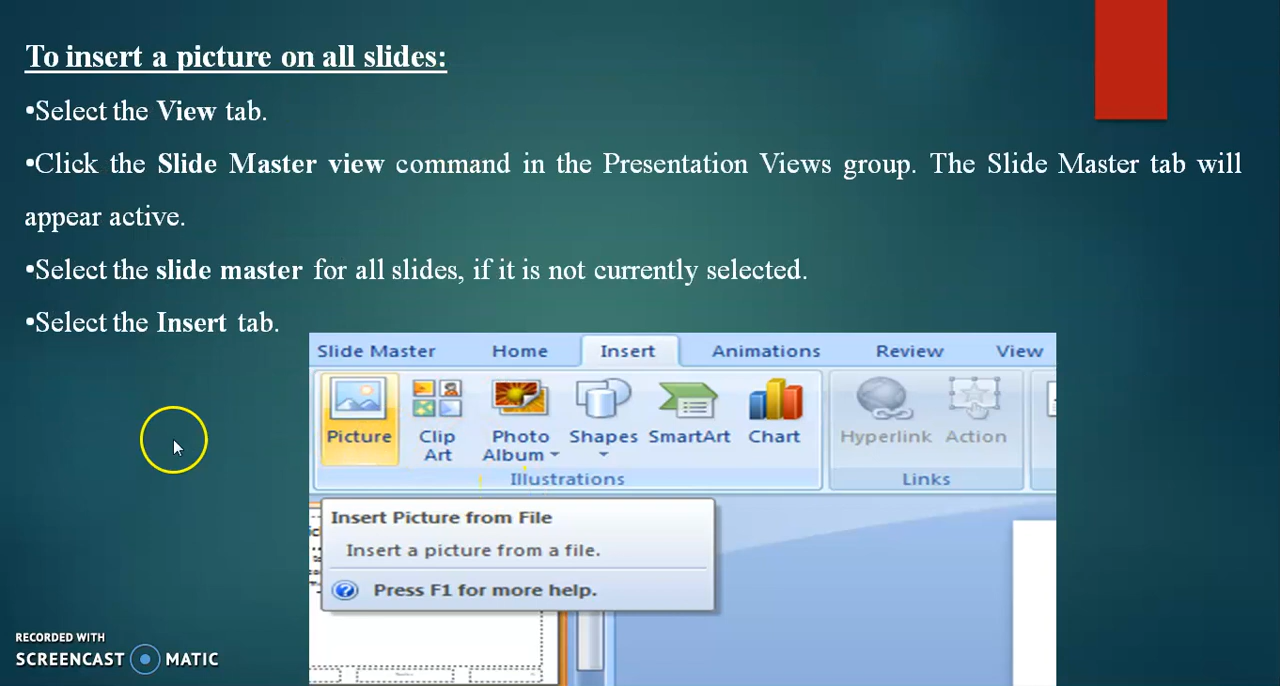 To insert a picture on all slides:
•Select the View tab.
•Click the Slide Master view command in the Presentation Views group. The Slide Master tab will
appear active.
•Select the slide master for all slides, if it is not currently selected.
•Select the Insert tab.
Slide Master Home Insert Animations Review View
Picture Clip Art Photo Album Shapes SmartArt Chart Hyperlink Action
Illustrations Links
Insert Picture from File
Insert a picture from a file.
Press F1 for more help.
RECORDED WITH
SCREENCAST MATIC